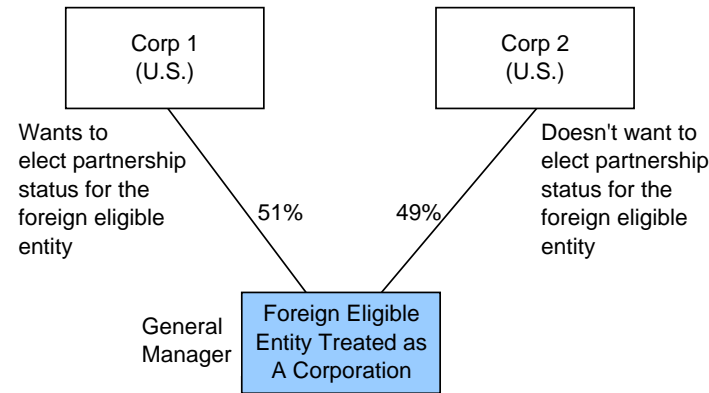 Corp 1
(U.S.)
Corp 2
(U.S.)
Wants to
elect partnership
status for the
foreign eligible
entity
Doesn't want to
elect partnership
status for the
foreign eligible
entity
51%
49%
General
Manager
Foreign Eligible
Entity Treated as
A Corporation